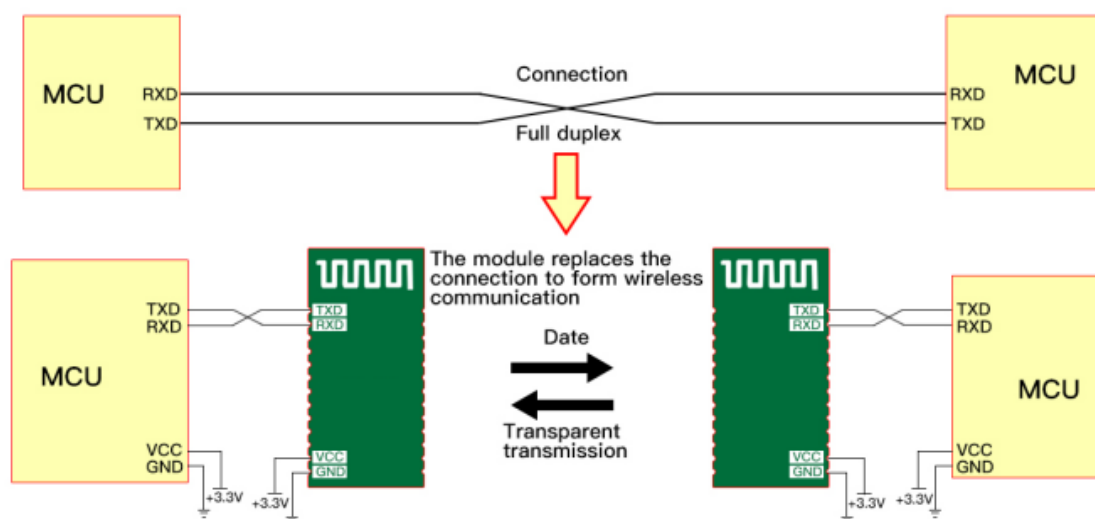 MCU
RXD
TXD
Connection
Full duplex
MCU
RXD
TXD
The module replaces the
connection to form wireless
communication
MCU
TXD
RXD
VCC
GND
+3.3V
TXD
RXD
VCC
GND
+3.3V
Date
Transparent
transmission
TXD
RXD
VCC
GND
+3.3V
MCU
TXD
RXD
VCC
GND
+3.3V